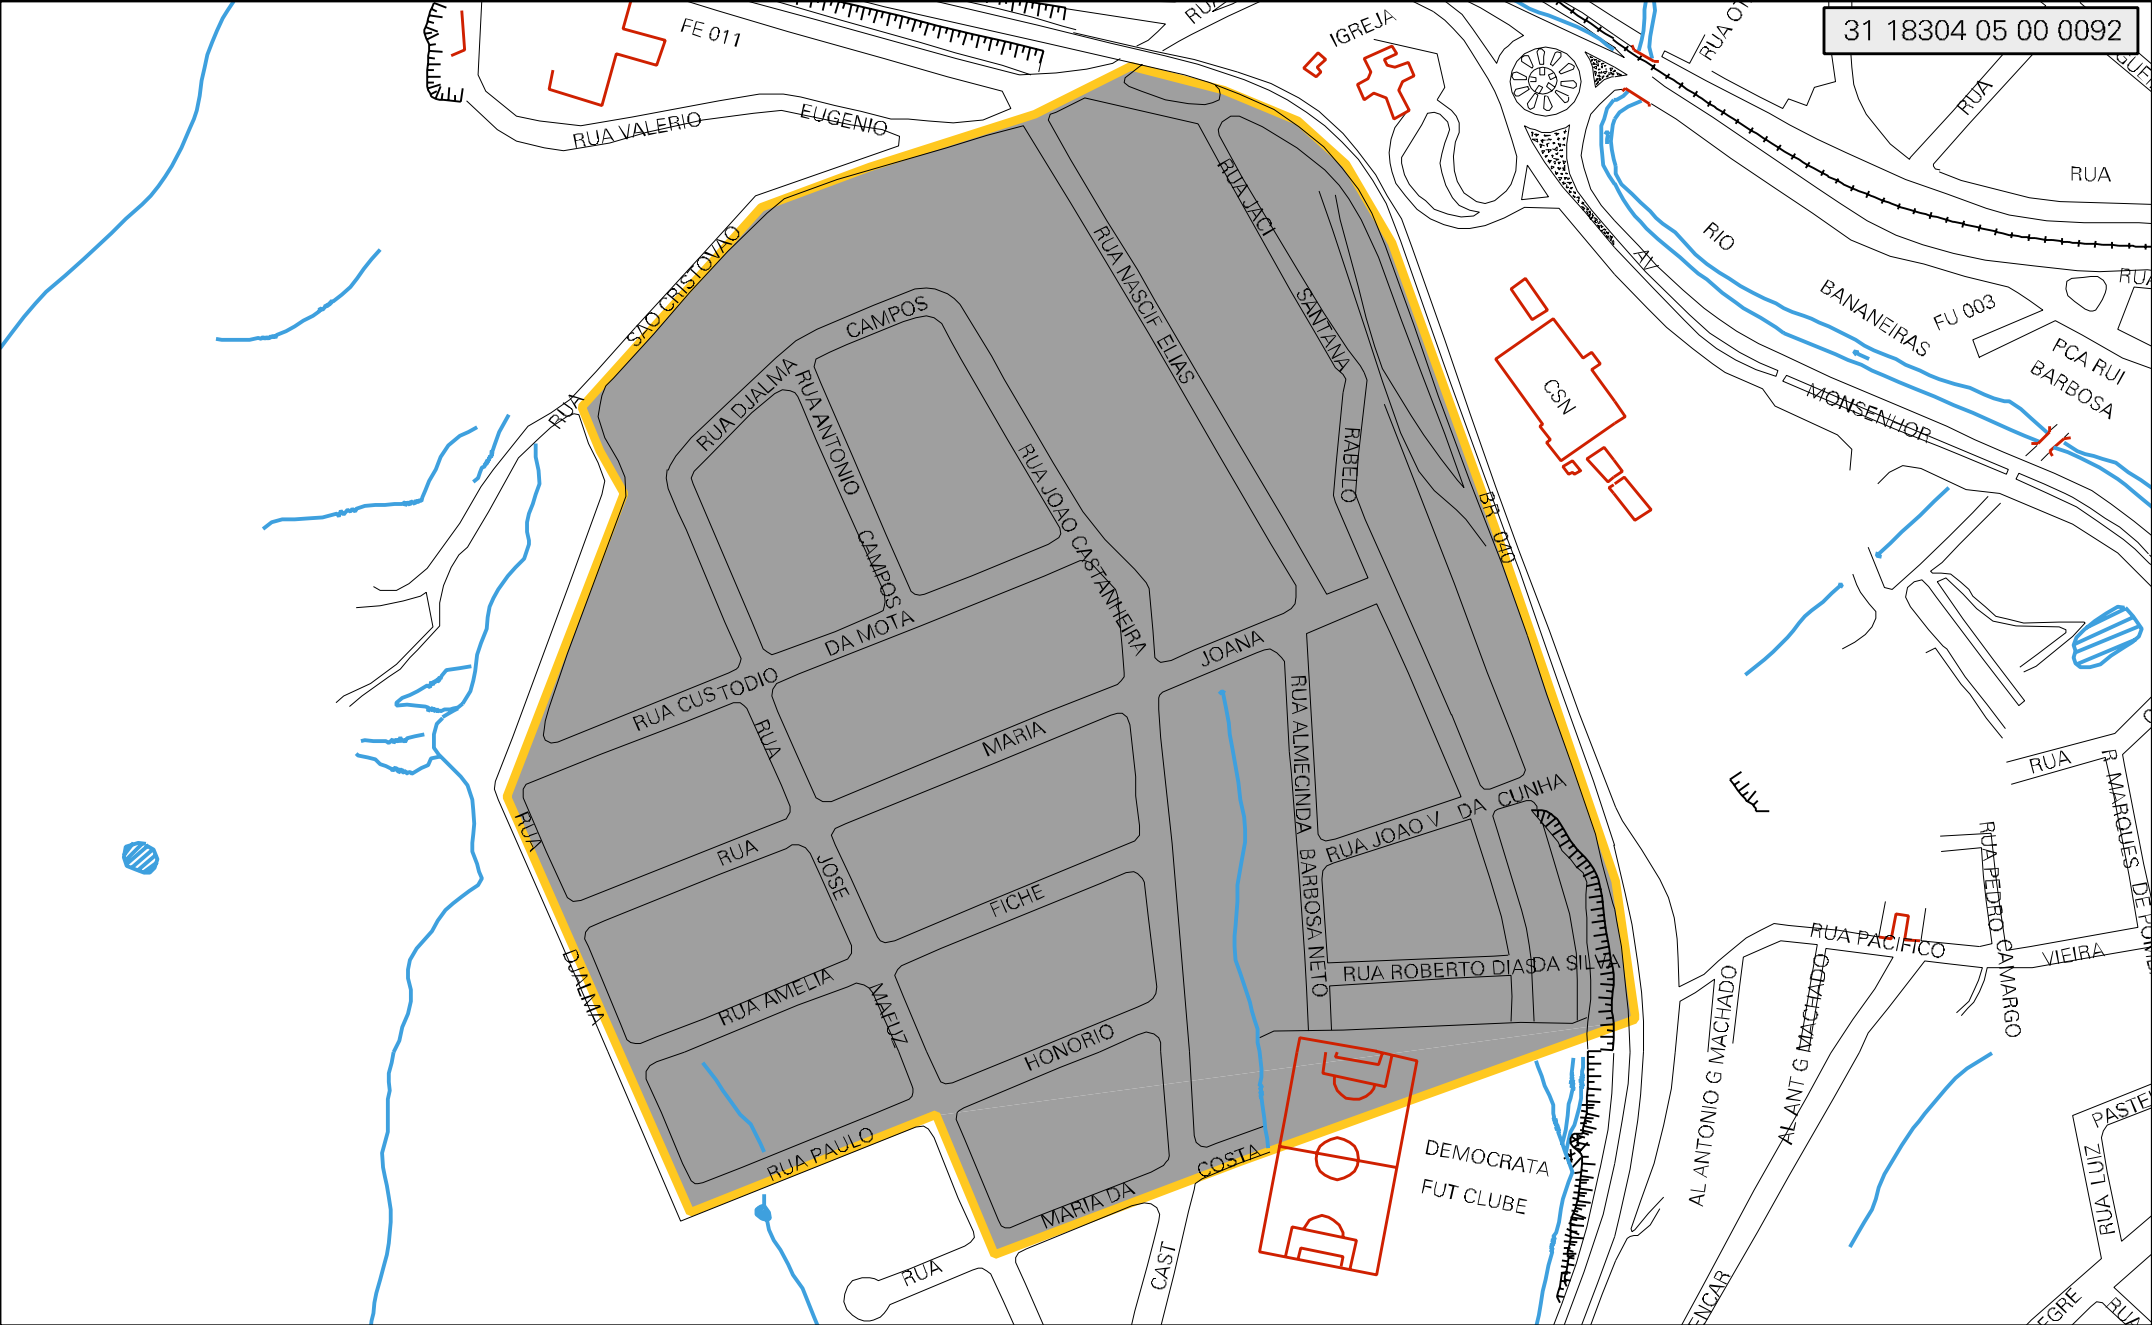 31 18304 05 00 0092
FE 011
IGREJA
RUA VALERIO
EUGENIO
RUA
RUA
RUA JACI
SANTANA
RABELO
RIO
BANANEIRAS
AV
MONSENHOR
FU 003
PCA RUI
BARBOSA
SAO CRISTOVAO
RUA
RUA NASCIF ELIAS
CAMPOS
RUA DJALMA
RUA ANTONIO
CAMPOS
RUA JOAO CASTANHEIRA
CSN
BR 040
DA MOTA
RUA CUSTODIO
JOANA
MARIA
RUA
RUA
JOSE
MAFUZ
RUA ALMECINDA BARBOSA NETO
RUA JOAO V DA CUNHA
RUA
DJALMA
FICHE
RUA AMELIA
HONORIO
RUA ROBERTO DIAS DA SILVA
RUA PAULO
MARIA DA
COSTA
DEMOCRATA
FUT CLUBE
RUA
CAST
RUA PACIFICO
VIEIRA
RUA
RUA PEDRO CAMARGO
R MARQUES DE
AL ANTONIO G MACHADO
AL ANT G MACHADO
RUA LUIZ